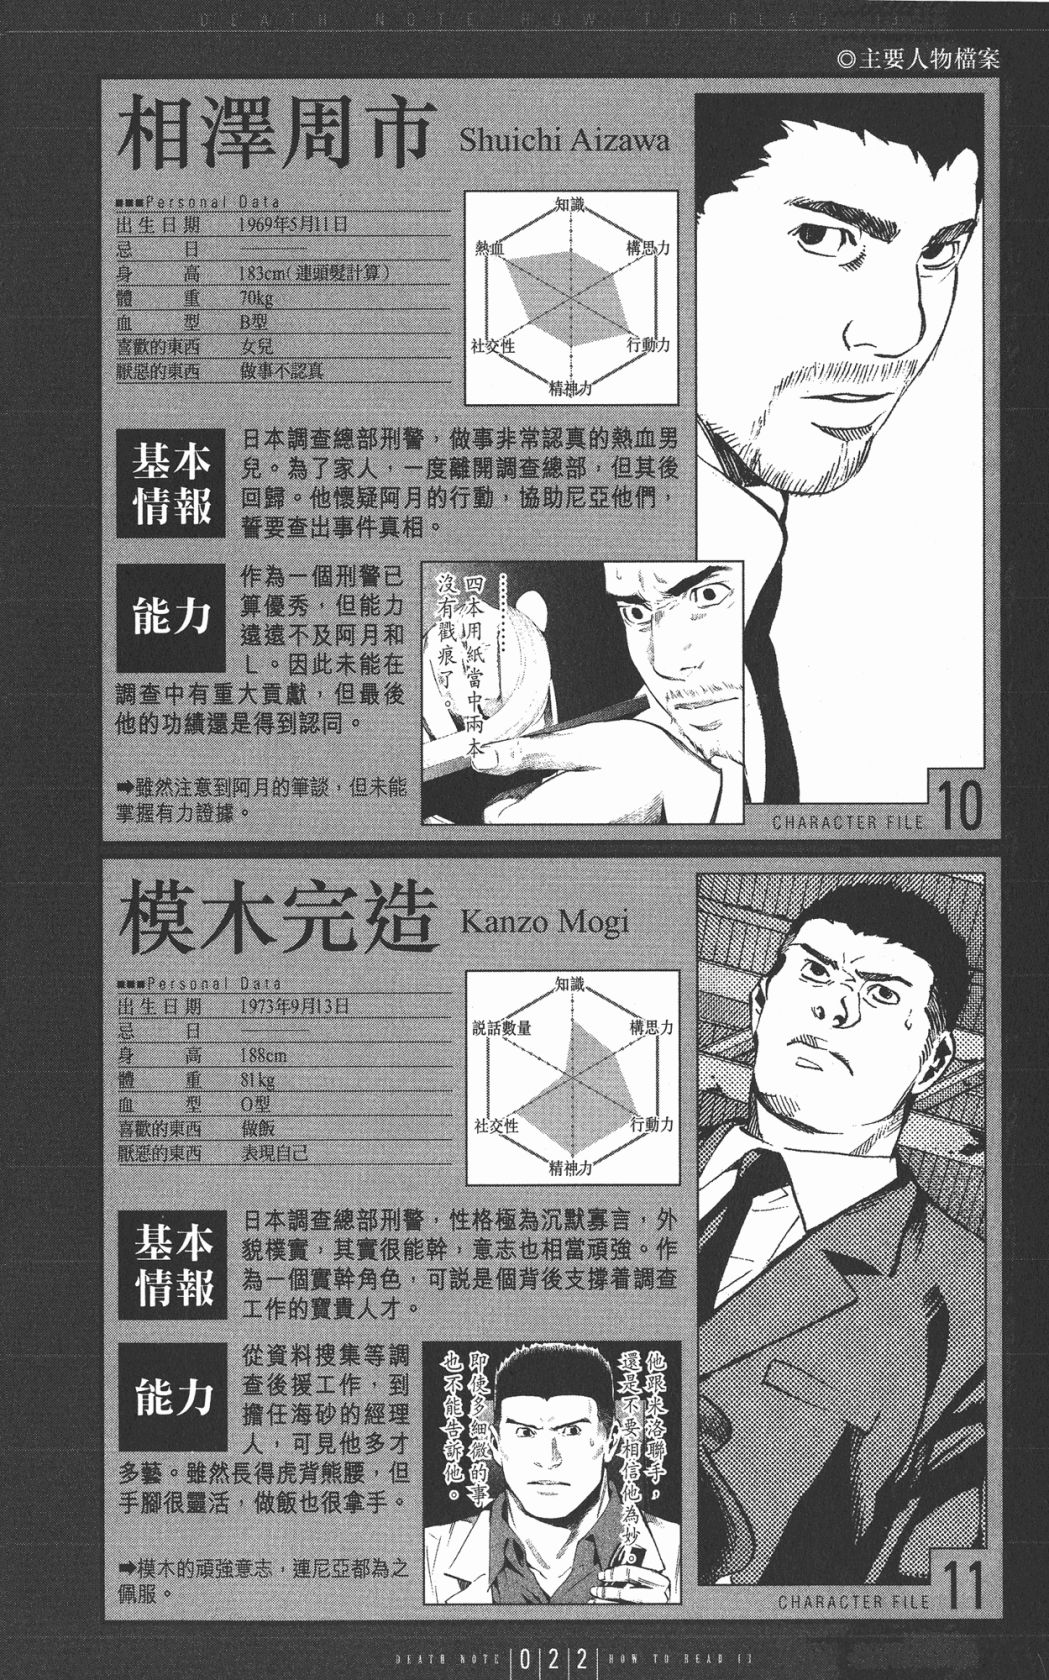 DEATH NOTE HOW TO READ 13
◎主要人物檔案
相澤周市 Shuichi Aizawa
■■■Personal Data
出生日期 1969年5月11日
忌日 ————
身高 183cm(連頭髮計算)
體重 70kg
血型 B型
喜歡的東西 女兒
厭惡的東西 做事不認真
知識
構思力
行動力
精神力
社交性
熱血
基本
情報
日本調查總部刑警，做事非常認真的熱血男
兒。為了家人，一度離開調查總部，但其後
回歸。他懷疑阿月的行動，協助尼亞他們，
誓要查出事件真相。
能力
作為一個刑警已
算優秀，但能力
遠遠不及阿月和
L。因此未能在
調查中有重大貢獻，但最後
他的功績還是得到認同。
➡雖然注意到阿月的筆談，但未能
掌握有力證據。
…………
四本用紙當中兩本
沒有戳痕了。
CHARACTER FILE 10
模木完造 Kanzo Mogi
■■■Personal Data
出生日期 1973年9月13日
忌日 ————
身高 188cm
體重 81kg
血型 O型
喜歡的東西 做飯
厭惡的東西 表現自己
知識
構思力
行動力
精神力
社交性
説話數量
基本
情報
日本調查總部刑警，性格極為沉默寡言，外
貌樸實，其實很能幹，意志也相當頑強。作
為一個實幹角色，可説是個背後支撐着調查
工作的寶貴人才。
能力
從資料搜集等調
查後援工作，到
擔任海砂的經理
人，可見他多才
多藝。雖然長得虎背熊腰，但
手腳很靈活，做飯也很拿手。
➡模木的頑強意志，連尼亞都為之
佩服。
他跟米洛聯手，
還是不要相信他為妙。
即使多細微的事
也不能告訴他。
CHARACTER FILE 11
DEATH NOTE 022 HOW TO READ 13